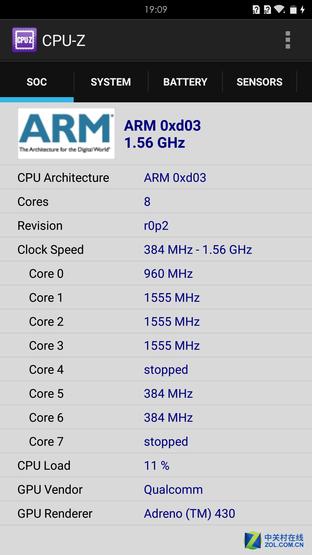 19:09
CPU Z
CPU-Z
SOC
SYSTEM
BATTERY
SENSORS
ARM®
The Architecture for the Digital World®
ARM 0xd03
1.56 GHz
CPU Architecture ARM 0xd03
Cores 8
Revision r0p2
Clock Speed 384 MHz - 1.56 GHz
Core 0 960 MHz
Core 1 1555 MHz
Core 2 1555 MHz
Core 3 1555 MHz
Core 4 stopped
Core 5 384 MHz
Core 6 384 MHz
Core 7 stopped
CPU Load 11 %
GPU Vendor Qualcomm
GPU Renderer Adreno (TM) 430
中关村在线
ZOL.COM.CN